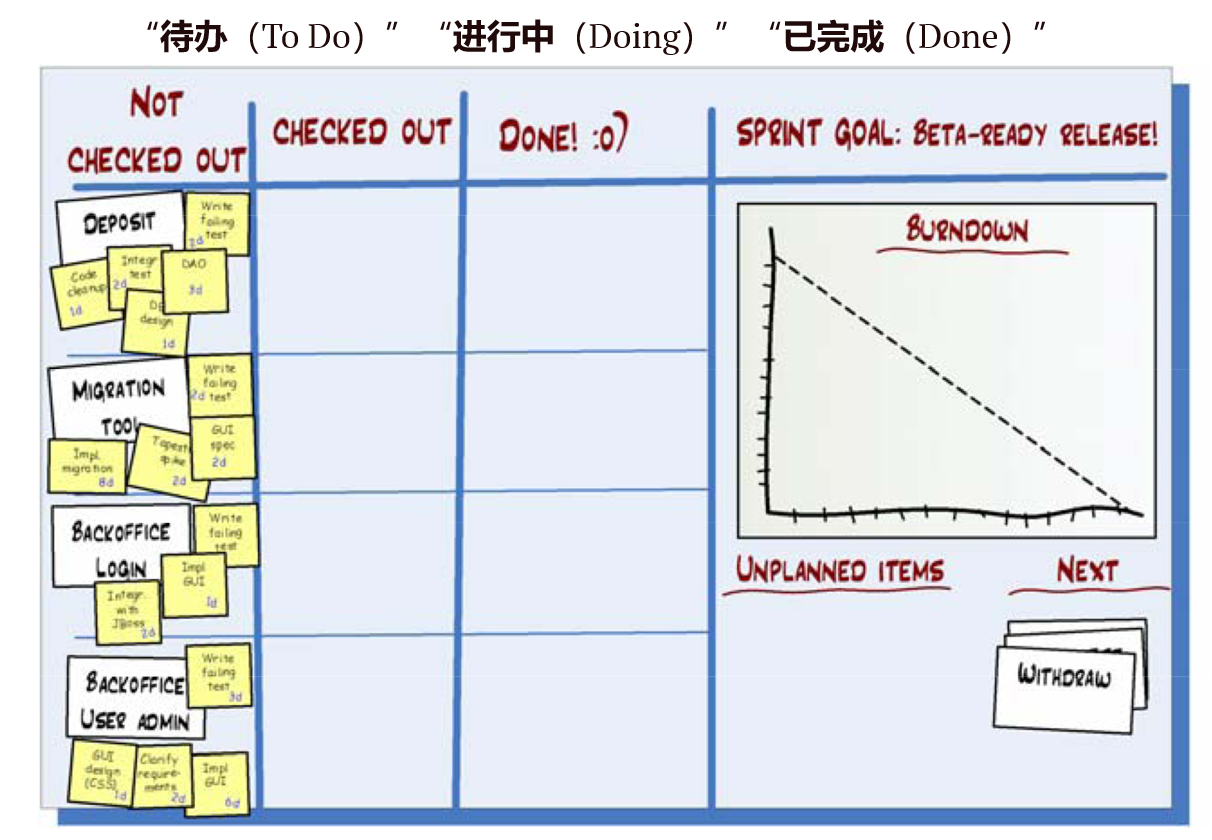 “待办（To Do）” “进行中（Doing）” “已完成（Done）”
NOT
CHECKED OUT
CHECKED OUT
DONE! :o)
SPRINT GOAL: BETA-READY RELEASE!
DEPOSIT
Write
failing
test
2d
Code
cleanup
1d
Integr
test
2d
DAO
3d
design
1d
MIGRATION
TOOL
Write
failing
test
2d
GUI
spec
2d
Impl.
migration
8d
Tapestr
spike
2d
BACKOFFICE
LOGIN
Write
failing
test
Impl
GUI
1d
Integr.
with
JBoss
2d
BACKOFFICE
USER ADMIN
Write
failing
test
3d
GUI
design
(CSS)
1d
Clarify
require-
ments
2d
Impl
GUI
6d
BURNDOWN
UNPLANNED ITEMS
NEXT
WITHDRAW